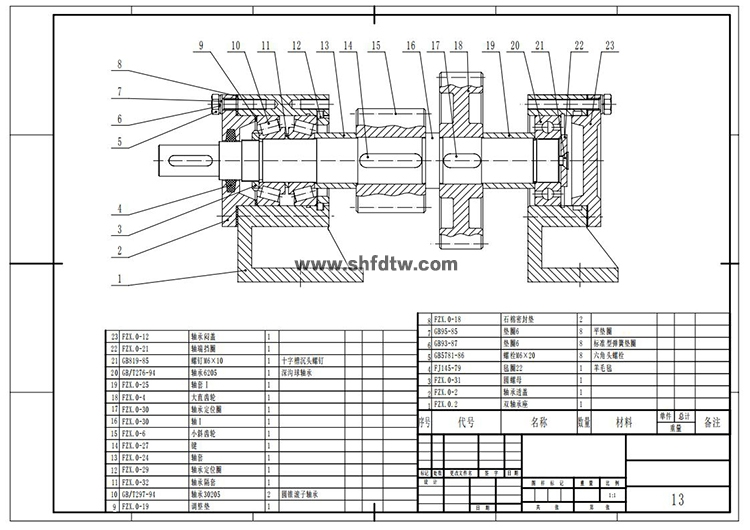 9 10 11 12 13 14 15 16 17 18 19 20 21 22 23
8
7
6
5
4
3
2
1
www.shfdtw.com
23 FZX.0-12 轴承闷盖 1
22 FZX.0-21 轴端挡圈 1
21 GB819-85 螺钉M6×10 1 十字槽沉头螺钉
20 GB/T276-94 轴承6205 1 深沟球轴承
19 FZX.0-25 轴套Ⅰ 1
18 FZX.0-4 大直齿轮 1
17 FZX.0-30 轴承定位圈 1
16 FZX.0-30 轴Ⅰ 1
15 FZX.0-6 小斜齿轮 1
14 FZX.0-27 键 1
13 FZX.0-24 轴套 1
12 FZX.0-29 轴承定位圈 1
11 FZX.0-32 轴承隔套 1
10 GB/T297-94 轴承30205 2 圆锥滚子轴承
9 FZX.0-19 调整垫 1
8 FZX.0-18 石棉密封垫 2
7 GB95-85 垫圈6 8 平垫圈
6 GB93-87 垫圈6 8 标准型弹簧垫圈
5 GB5781-86 螺栓M6×20 8 六角头螺栓
4 FJ145-79 毡圈22 1 羊毛毡
3 FZX.0-31 圆螺母 1
2 FZX.0-2 轴承透盖 1
1 FZX.0.2 双轴承座 1
序号 代号 名称 数量 材料 单件 总计 备注
重量
标记 处数 更改文件名 签字 日期
设计
图样标记 重量 比例
1:1
共 页 第 页
日期
13